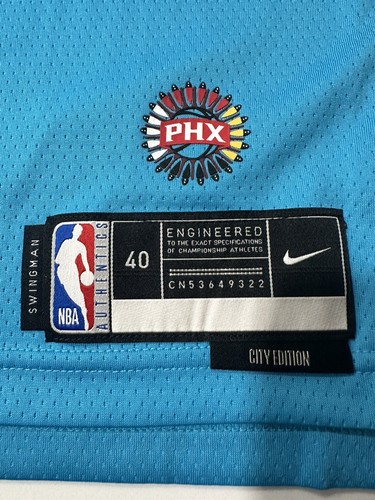 PHX
SWINGMAN
NBA
AUTHENTICS
40
ENGINEERED
TO THE EXACT SPECIFICATIONS
OF CHAMPIONSHIP ATHLETES
CN53649322
CITY EDITION